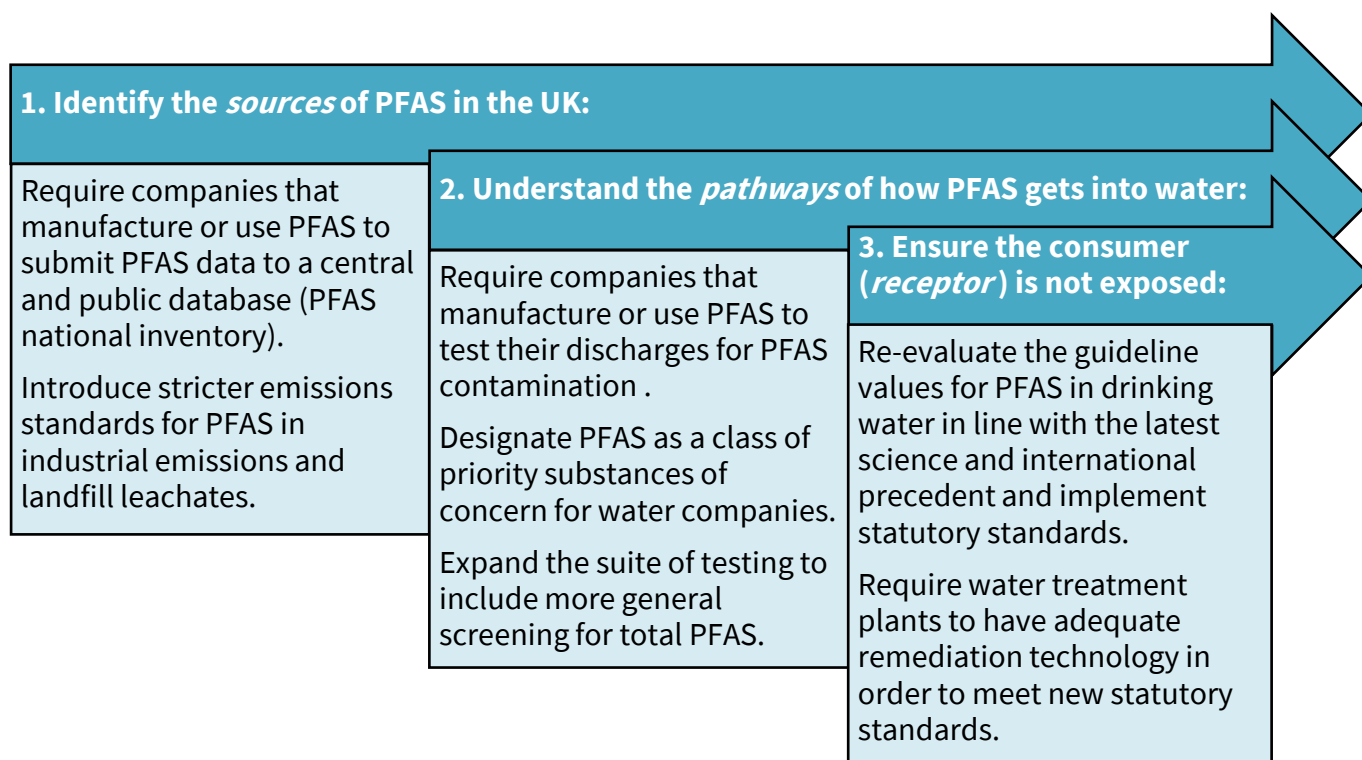 1. Identify the sources of PFAS in the UK:
Require companies that
manufacture or use PFAS to
submit PFAS data to a central
and public database (PFAS
national inventory).
Introduce stricter emissions
standards for PFAS in
industrial emissions and
landfill leachates.
2. Understand the pathways of how PFAS gets into water:
Require companies that
manufacture or use PFAS to
test their discharges for PFAS
contamination .
Designate PFAS as a class of
priority substances of
concern for water companies.
Expand the suite of testing to
include more general
screening for total PFAS.
3. Ensure the consumer
(receptor ) is not exposed:
Re-evaluate the guideline
values for PFAS in drinking
water in line with the latest
science and international
precedent and implement
statutory standards.
Require water treatment
plants to have adequate
remediation technology in
order to meet new statutory
standards.